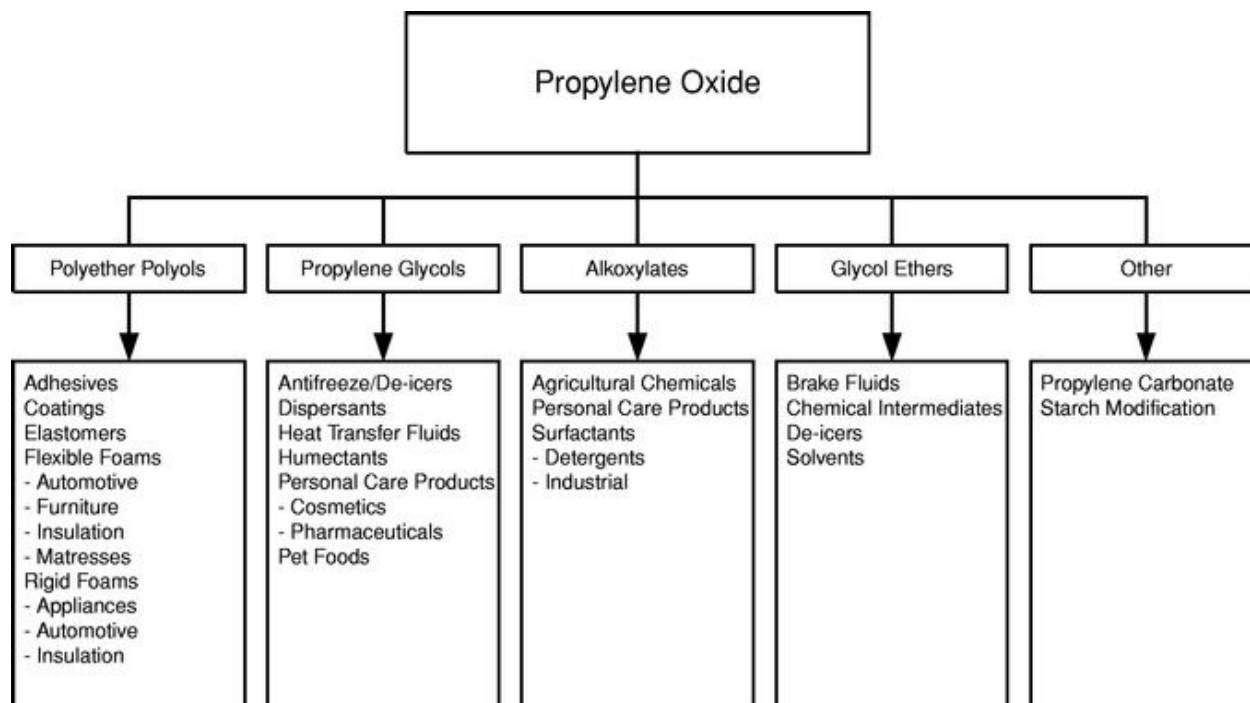 Propylene Oxide
Polyether Polyols
Propylene Glycols
Alkoxylates
Glycol Ethers
Other
Adhesives
Coatings
Elastomers
Flexible Foams
- Automotive
- Furniture
- Insulation
- Matresses
Rigid Foams
- Appliances
- Automotive
- Insulation
Antifreeze/De-icers
Dispersants
Heat Transfer Fluids
Humectants
Personal Care Products
- Cosmetics
- Pharmaceuticals
Pet Foods
Agricultural Chemicals
Personal Care Products
Surfactants
- Detergents
- Industrial
Brake Fluids
Chemical Intermediates
De-icers
Solvents
Propylene Carbonate
Starch Modification